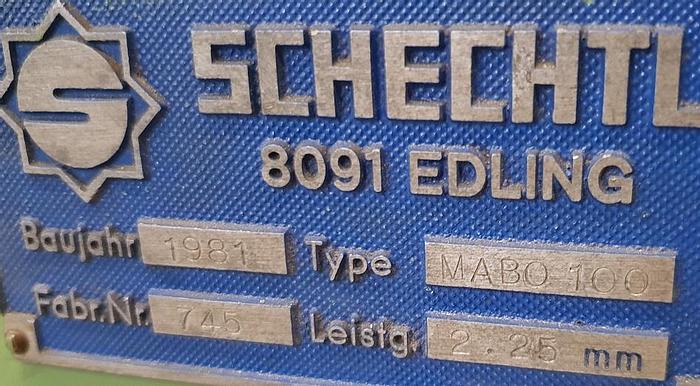 SCHECHTL
8091 EDLING
Baujahr 1981 Type MABO 100
Fabr.Nr. 745 Leistg. 2.25 mm